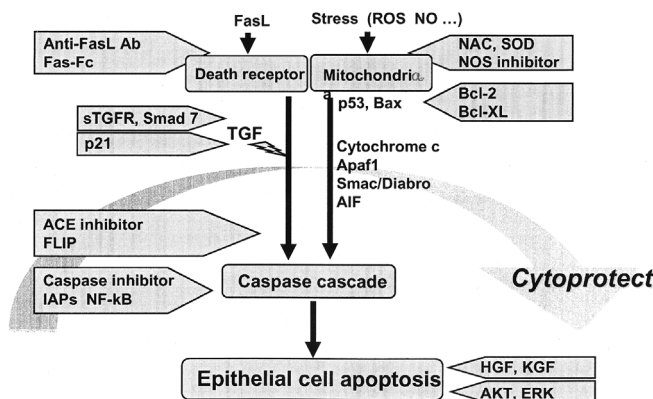 FasL
Stress (ROS NO ...)
Anti-FasL Ab
Fas-Fc
Death receptor
Mitochondria
a
NAC, SOD
NOS inhibitor
p53, Bax
Bcl-2
Bcl-XL
sTGFR, Smad 7
p21
TGF
Cytochrome c
Apaf1
Smac/Diabro
AIF
ACE inhibitor
FLIP
Caspase inhibitor
IAPs NF-kB
Caspase cascade
Cytoprotect
Epithelial cell apoptosis
HGF, KGF
AKT, ERK